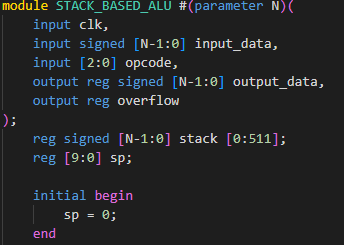 module STACK_BASED_ALU #(parameter N)(
    input clk,
    input signed [N-1:0] input_data,
    input [2:0] opcode,
    output reg signed [N-1:0] output_data,
    output reg overflow
);
    reg signed [N-1:0] stack [0:511];
    reg [9:0] sp;

    initial begin
        sp = 0;
    end